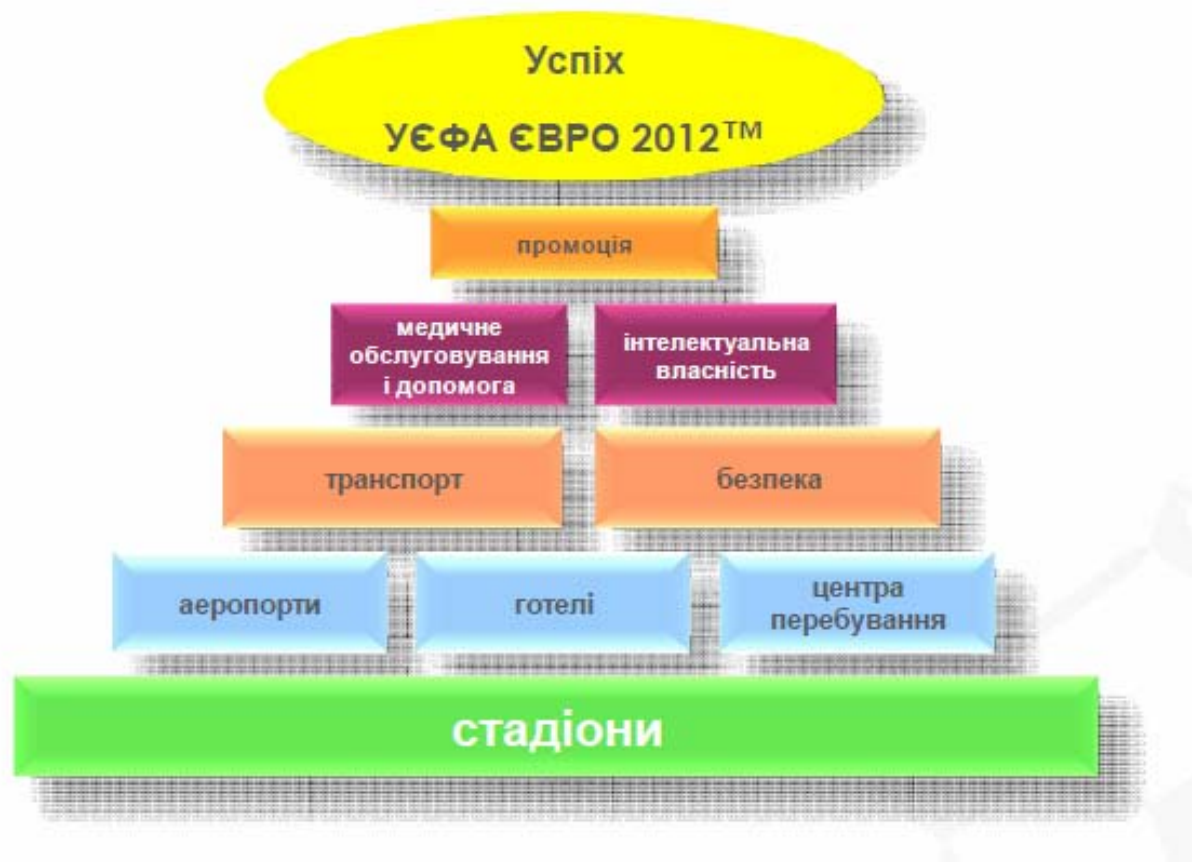 Успіх
УЄФА ЄВРО 2012™
промоція
медичне
обслуговування
і допомога
інтелектуальна
власність
транспорт
безпека
аеропорти
готелі
центра
перебування
стадіони